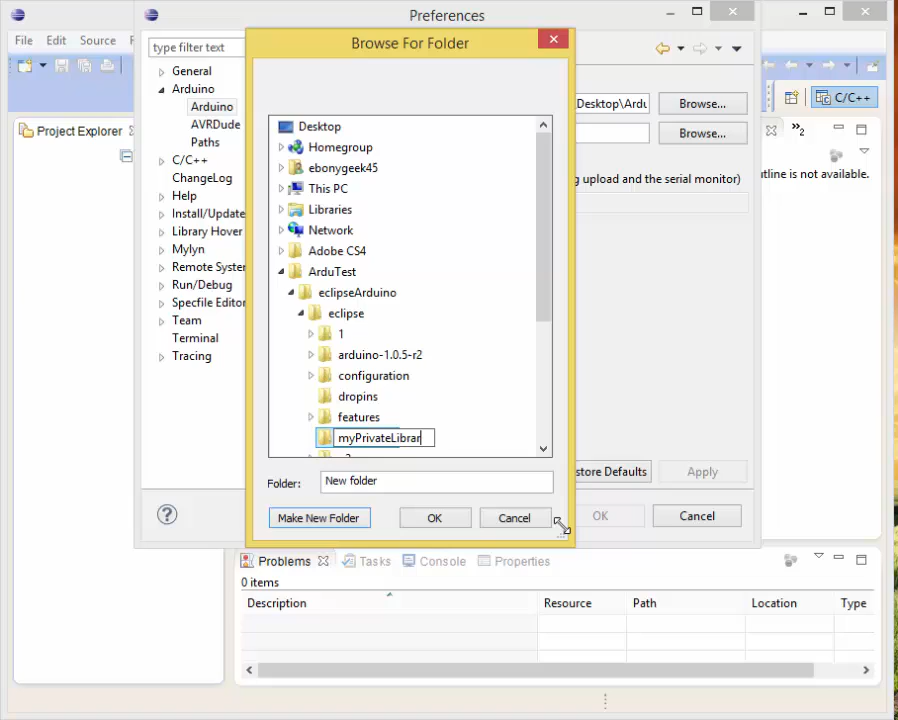 Preferences
File Edit Source
type filter text
Browse For Folder
General
Arduino
Arduino
AVRDude
Paths
C/C++
ChangeLog
Help
Install/Update
Library Hover
Mylyn
Remote Syster
Run/Debug
Specfile Editor
Team
Terminal
Tracing
Project Explorer
Desktop
Homegroup
ebonygeek45
This PC
Libraries
Network
Adobe CS4
ArduTest
eclipseArduino
eclipse
1
arduino-1.0.5-r2
configuration
dropins
features
myPrivateLibrar
Folder: New folder
Make New Folder OK Cancel
Desktop\Ardu Browse...
Browse...
g upload and the serial monitor)
store Defaults Apply
OK Cancel
C/C++
2
utline is not available.
Problems Tasks Console Properties
0 items
Description Resource Path Location Type